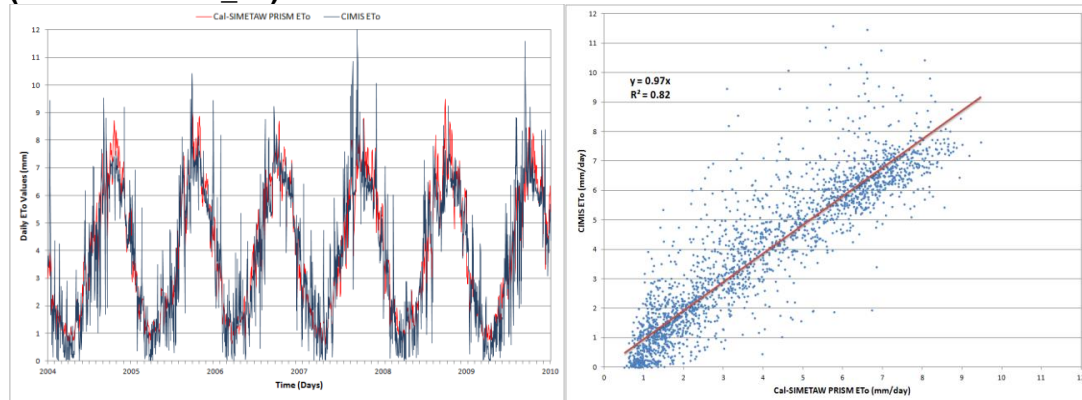 Cal-SIMETAW PRISM ETo CIMIS ETo
12
11
10
9
8
7
6
5
4
3
2
1
0
Daily ETo Values (mm)
2004 2005 2006 2007 2008 2009 2010
Time (Days)
12
11
10
9
8
7
6
5
4
3
2
1
0
CIMIS ETo (mm/day)
y = 0.97x
R² = 0.82
0 1 2 3 4 5 6 7 8 9 10 11 12
Cal-SIMETAW PRISM ETo (mm/day)